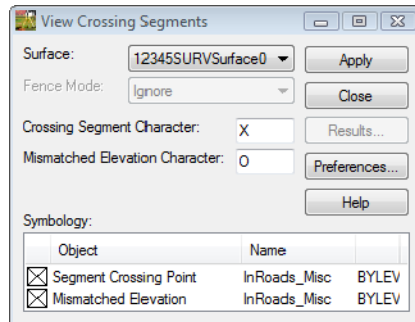 View Crossing Segments
Surface: 12345SURVSurface0 Apply
Fence Mode: Ignore Close
Crossing Segment Character: X Results...
Mismatched Elevation Character: O Preferences...
Help
Symbology:
Object Name
Segment Crossing Point InRoads_Misc BYLEV
Mismatched Elevation InRoads_Misc BYLEV